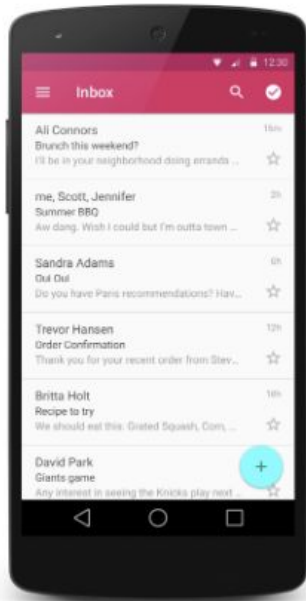 12:30
Inbox
Ali Connors 15m
Brunch this weekend?
I'll be in your neighborhood doing errands ...
me, Scott, Jennifer 2h
Summer BBQ
Aw dang. Wish I could but I'm outta town ...
Sandra Adams 6h
Oui Oui
Do you have Paris recommendations? Hav...
Trevor Hansen 12h
Order Confirmation
Thank you for your recent order from Stev...
Britta Holt 18h
Recipe to try
We should eat this: Grated Squash, Corn, ...
David Park
Giants game
Any interest in seeing the Knicks play next ...